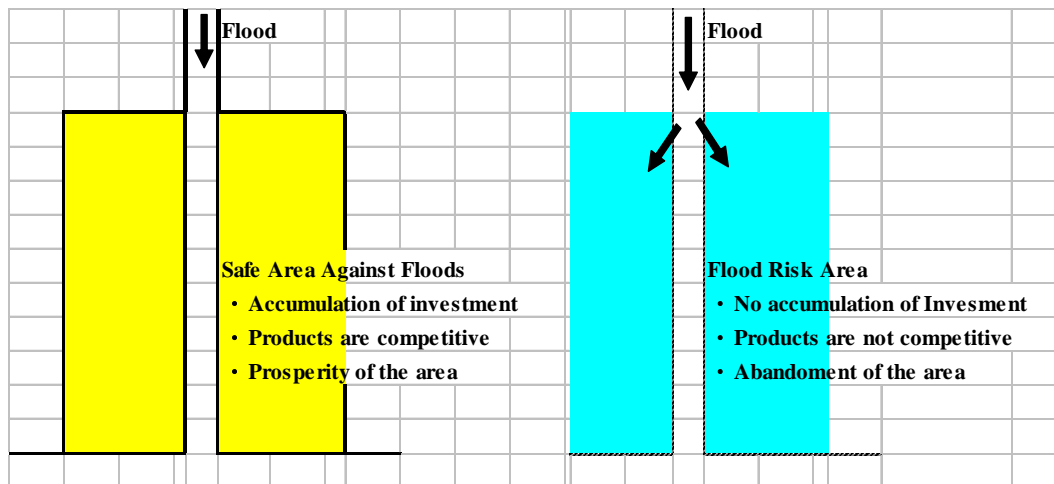 Flood
Safe Area Against Floods
・ Accumulation of investment
・ Products are competitive
・ Prosperity of the area
Flood
Flood Risk Area
・ No accumulation of Invesment
・ Products are not competitive
・ Abandoment of the area